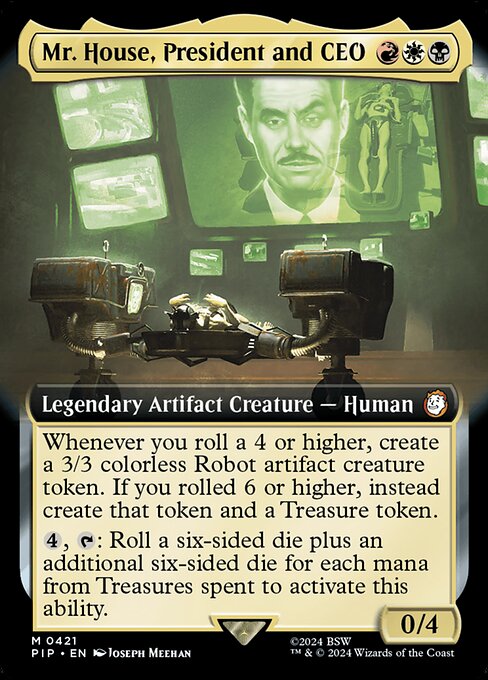 Mr. House, President and CEO
Legendary Artifact Creature — Human
Whenever you roll a 4 or higher, create
a 3/3 colorless Robot artifact creature
token. If you rolled 6 or higher, instead
create that token and a Treasure token.
4, : Roll a six-sided die plus an
additional six-sided die for each mana
from Treasures spent to activate this
ability.
0/4
M 0421
PIP • EN Joseph Meehan
©2024 BSW
™ & © 2024 Wizards of the Coast